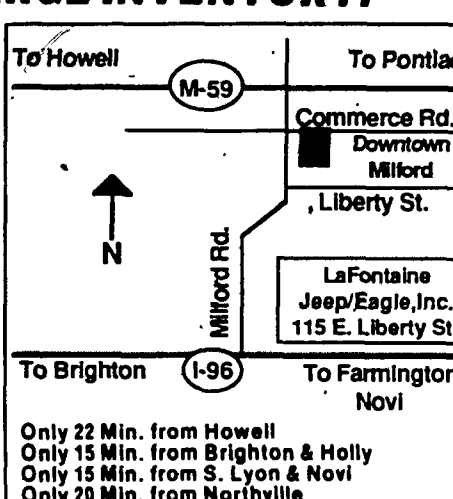 To Howell
To Pontia
M-59
Commerce Rd.
Downtown
Milford
Liberty St.
N
Milford Rd.
LaFontaine
Jeep/Eagle,Inc.
115 E. Liberty St
To Brighton
I-96
To Farmington
Novi
Only 22 Min. from Howell
Only 15 Min. from Brighton & Holly
Only 15 Min. from S. Lyon & Novi
Only 20 Min. from Northville